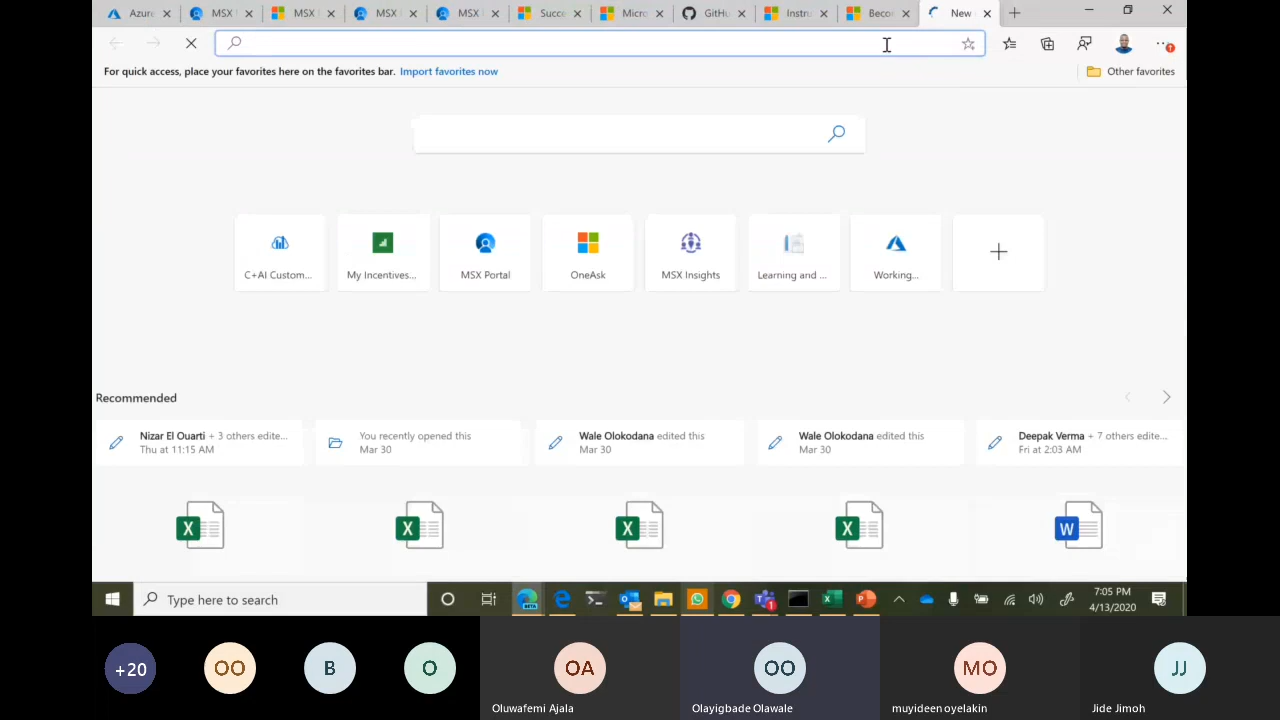 Azure
MSX
MSX
MSX
MSX
Succe
Micro
GitHu
Instru
Beco
New
For quick access, place your favorites here on the favorites bar. Import favorites now
Other favorites
C+AI Custom...
My Incentives...
MSX Portal
OneAsk
MSX Insights
Learning and ...
Working...
Recommended
Nizar El Ouarti + 3 others edite...
Thu at 11:15 AM
You recently opened this
Mar 30
Wale Olokodana edited this
Mar 30
Wale Olokodana edited this
Mar 30
Deepak Verma + 7 others edite...
Fri at 2:03 AM
Type here to search
7:05 PM
4/13/2020
+20
OO
B
O
OA
OO
MO
JJ
Oluwafemi Ajala
Olayigbade Olawale
muyideen oyelakin
Jide Jimoh